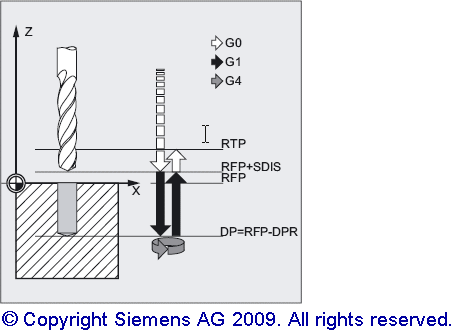 Z
G0
G1
G4
RTP
RFP+SDIS
RFP
X
DP=RFP-DPR
© Copyright Siemens AG 2009. All rights reserved.